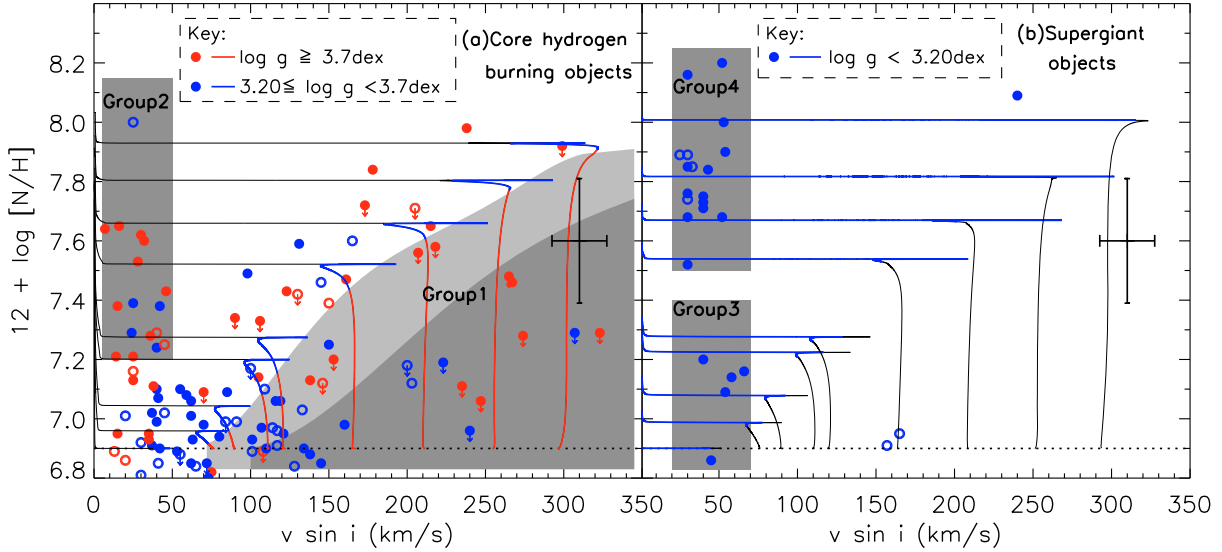 Key:
log g ≧ 3.7dex
3.20≦ log g <3.7dex
(a)Core hydrogen
burning objects
Group2
Group1
12 + log [N/H]
8.2
8.0
7.8
7.6
7.4
7.2
7.0
6.8
0 50 100 150 200 250 300
v sin i (km/s)
Key:
log g < 3.20dex
(b)Supergiant
objects
Group4
Group3
50 100 150 200 250 300 350
v sin i (km/s)